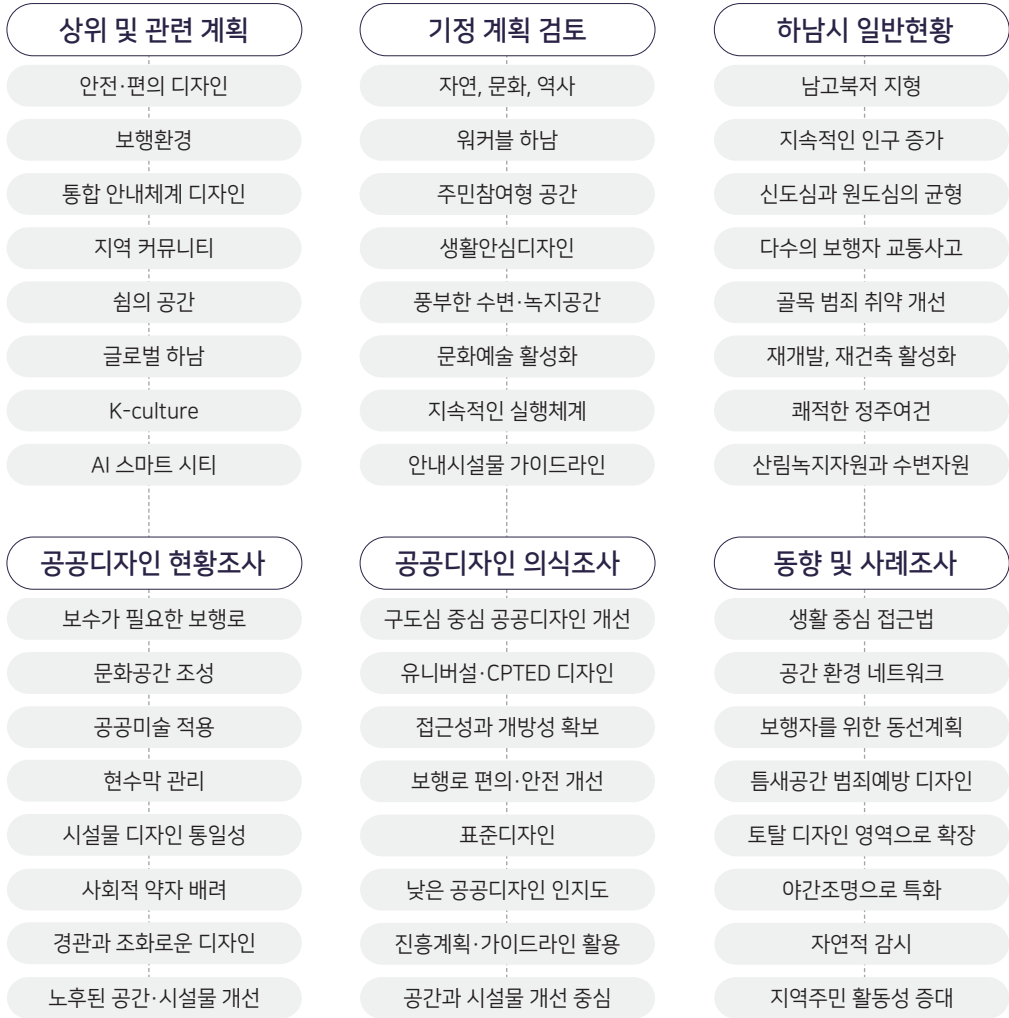 상위 및 관련 계획
안전·편의 디자인
보행환경
통합 안내체계 디자인
지역 커뮤니티
쉼의 공간
글로벌 하남
K-culture
AI 스마트 시티
기정 계획 검토
자연, 문화, 역사
워커블 하남
주민참여형 공간
생활안심디자인
풍부한 수변·녹지공간
문화예술 활성화
지속적인 실행체계
안내시설물 가이드라인
하남시 일반현황
남고북저 지형
지속적인 인구 증가
신도심과 원도심의 균형
다수의 보행자 교통사고
골목 범죄 취약 개선
재개발, 재건축 활성화
쾌적한 정주여건
산림녹지자원과 수변자원
공공디자인 현황조사
보수가 필요한 보행로
문화공간 조성
공공미술 적용
현수막 관리
시설물 디자인 통일성
사회적 약자 배려
경관과 조화로운 디자인
노후된 공간·시설물 개선
공공디자인 의식조사
구도심 중심 공공디자인 개선
유니버설·CPTED 디자인
접근성과 개방성 확보
보행로 편의·안전 개선
표준디자인
낮은 공공디자인 인지도
진흥계획·가이드라인 활용
공간과 시설물 개선 중심
동향 및 사례조사
생활 중심 접근법
공간 환경 네트워크
보행자를 위한 동선계획
틈새공간 범죄예방 디자인
토탈 디자인 영역으로 확장
야간조명으로 특화
자연적 감시
지역주민 활동성 증대